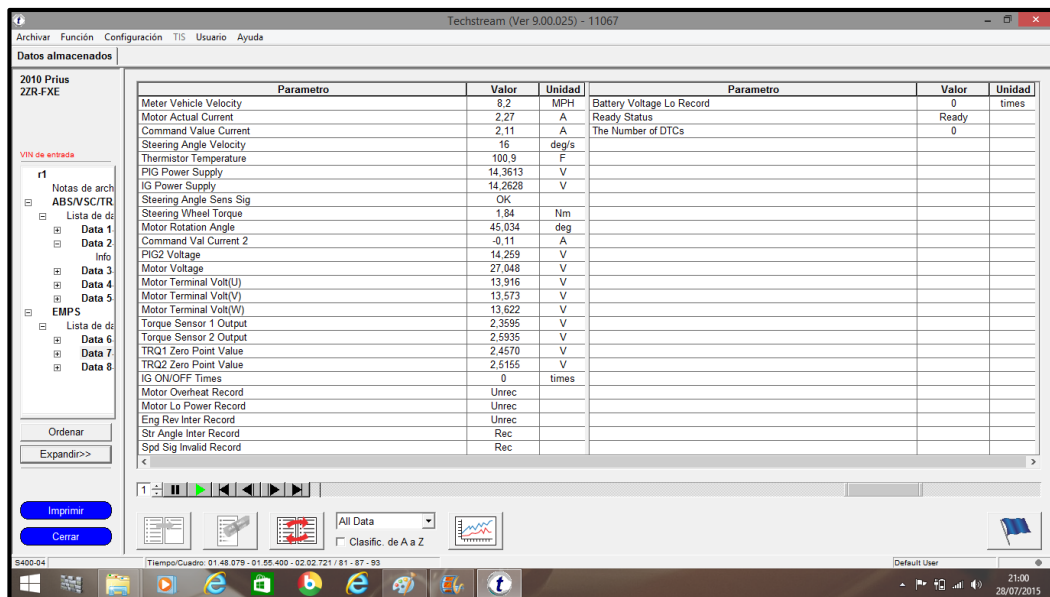 Techstream (Ver 9.00.025) - 11067
Archivar Función Configuración TIS Usuario Ayuda
Datos almacenados
2010 Prius
2ZR-FXE
VIN de entrada
r1
Notas de arch
ABS/VSC/TR
Lista de da
Data 1
Data 2
Info
Data 3
Data 4
Data 5
EMPS
Lista de da
Data 6
Data 7
Data 8
Ordenar
Expandir>>
Imprimir
Cerrar
Parametro Valor Unidad Parametro Valor Unidad
Meter Vehicle Velocity 8,2 MPH Battery Voltage Lo Record 0 times
Motor Actual Current 2,27 A Ready Status Ready
Command Value Current 2,11 A The Number of DTCs 0
Steering Angle Velocity 16 deg/s
Thermistor Temperature 100,9 F
PIG Power Supply 14,3613 V
IG Power Supply 14,2628 V
Steering Angle Sens Sig OK
Steering Wheel Torque 1,84 Nm
Motor Rotation Angle 45,034 deg
Command Val Current 2 -0,11 A
PIG2 Voltage 14,259 V
Motor Voltage 27,048 V
Motor Terminal Volt(U) 13,916 V
Motor Terminal Volt(V) 13,573 V
Motor Terminal Volt(W) 13,622 V
Torque Sensor 1 Output 2,3595 V
Torque Sensor 2 Output 2,5935 V
TRQ1 Zero Point Value 2,4570 V
TRQ2 Zero Point Value 2,5155 V
IG ON/OFF Times 0 times
Motor Overheat Record Unrec
Motor Lo Power Record Unrec
Eng Rev Inter Record Unrec
Str Angle Inter Record Rec
Spd Sig Invalid Record Rec
1
All Data
Clasific. de A a Z
S400-04 Tiempo/Cuadro: 01.48.079 - 01.55.400 - 02.02.721 / 81 - 87 - 93 Default User
21:00
28/07/2015